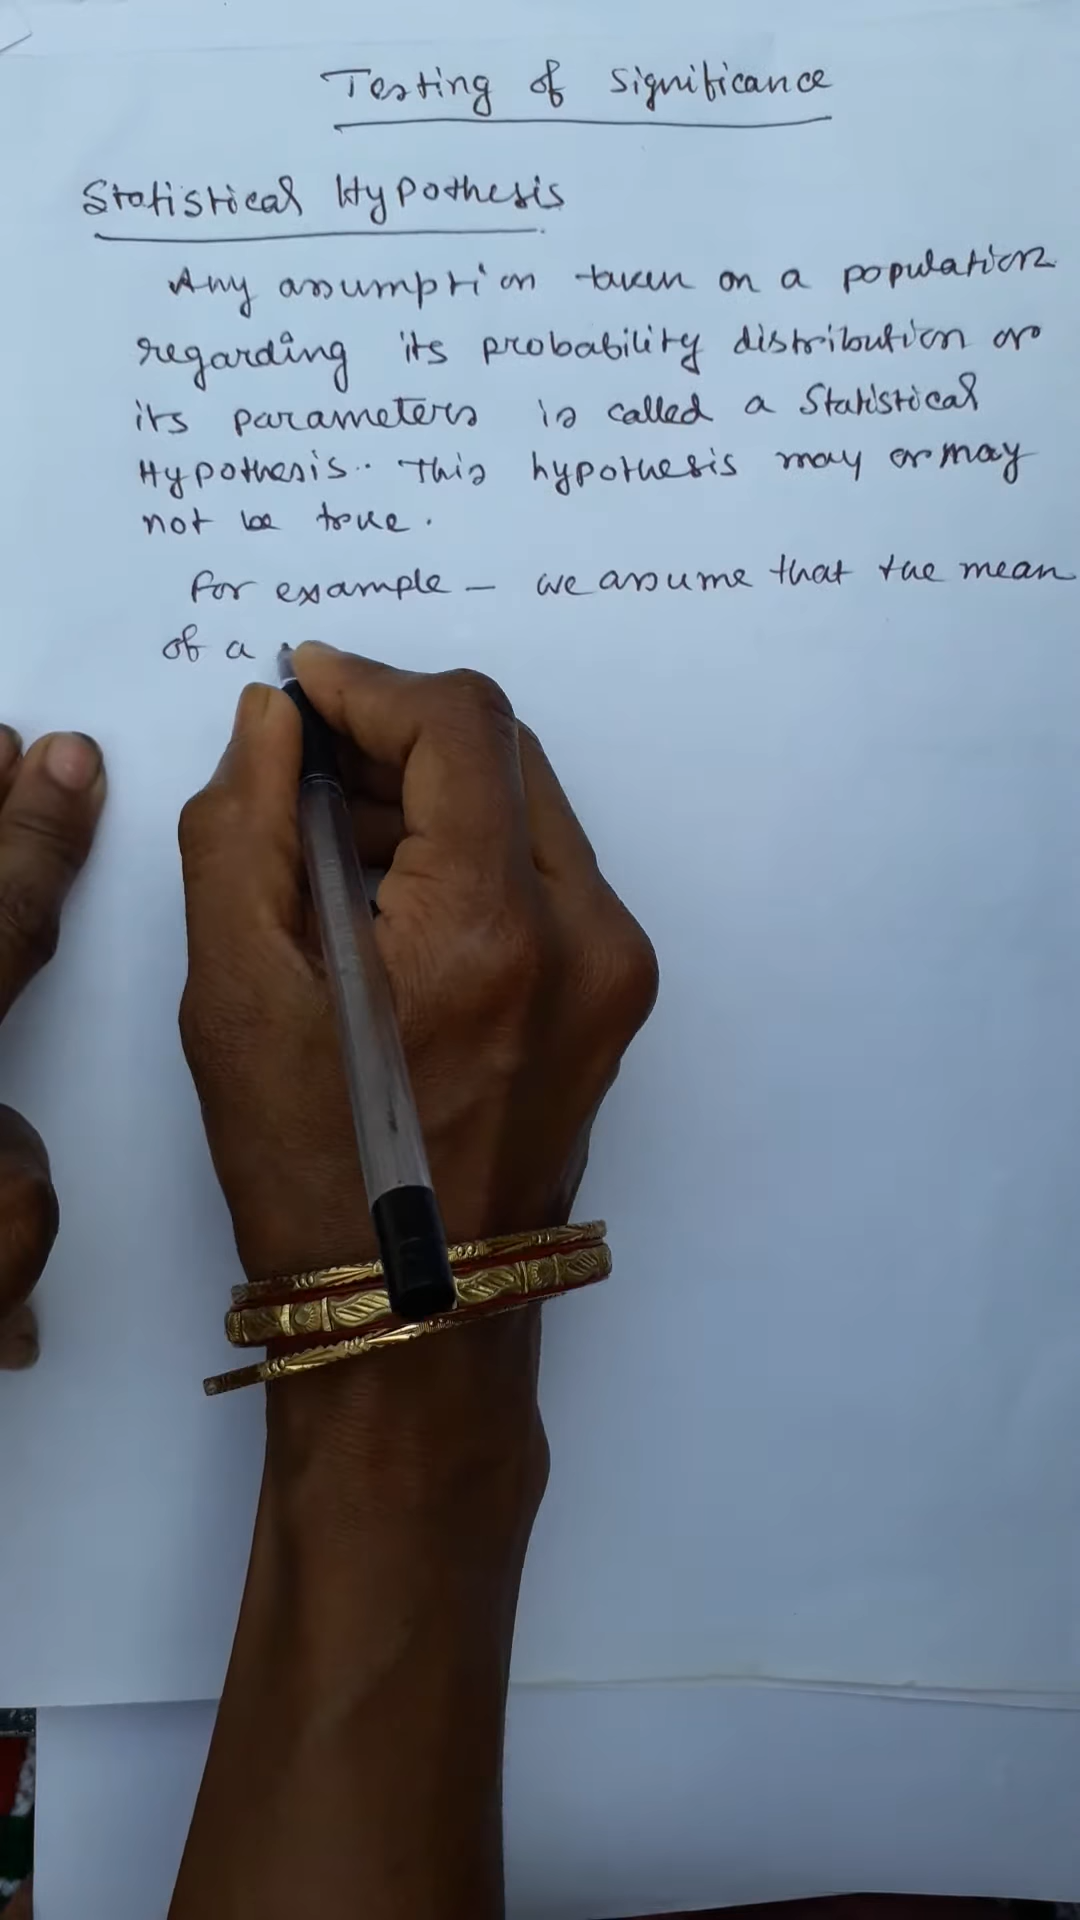 Testing of significance
Statistical Hypothesis
Any assumption taken on a population
regarding its probability distribution or
its parameters is called a Statistical
Hypothesis. This hypothesis may or may
not be true.
for example - we assume that the mean
of a